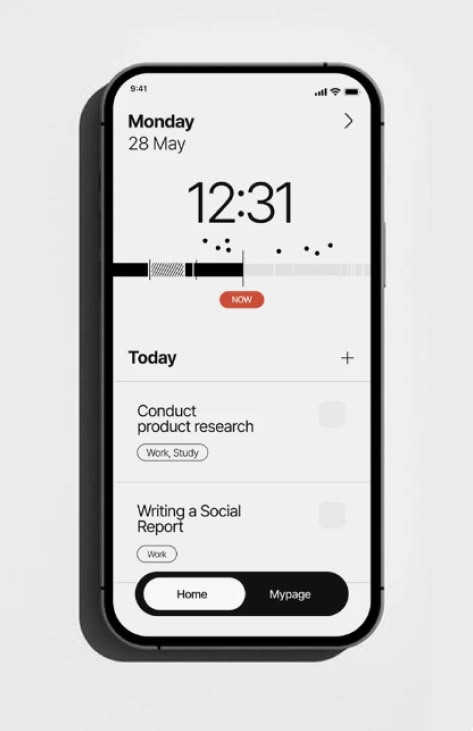 9:41
Monday
28 May
12:31
NOW
Today
Conduct
product research
Work, Study
Writing a Social
Report
Work
Home
Mypage